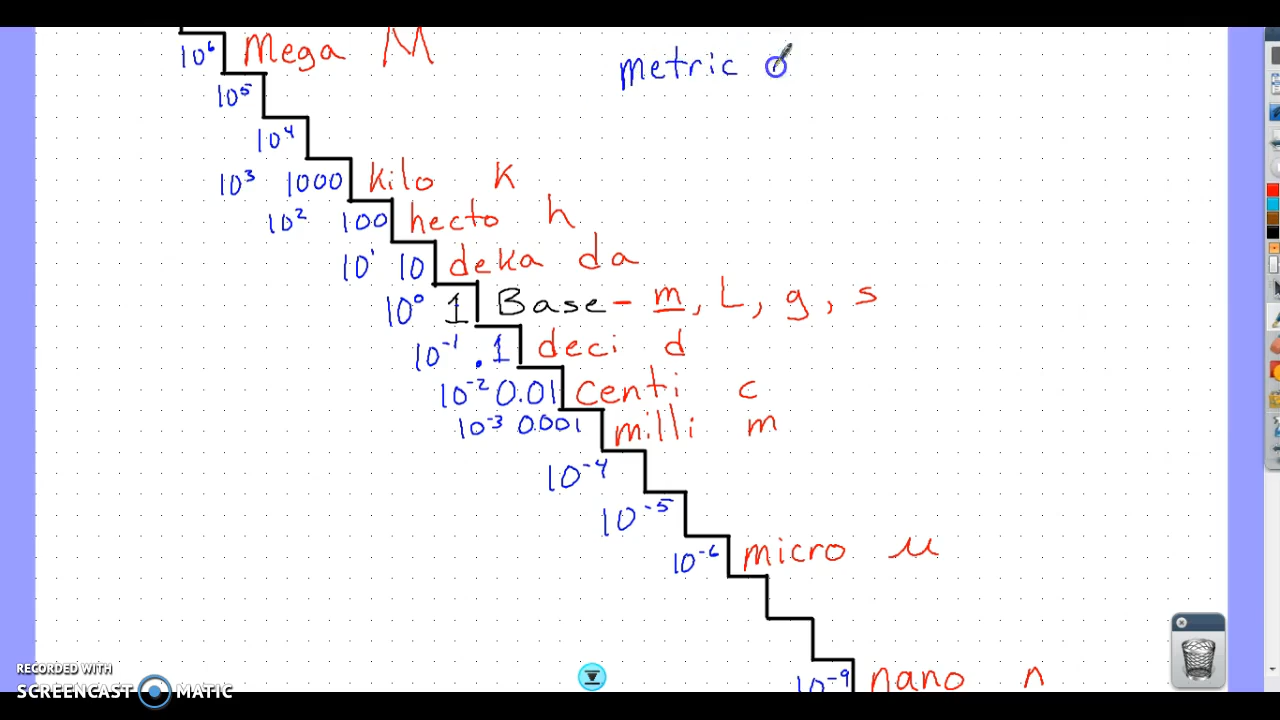 10⁶ Mega M
metric
10⁵
10⁴
10³ 1000 kilo k
10² 100 hecto h
10¹ 10 deka da
10⁰ 1 Base - m, L, g, s
10⁻¹ .1 deci d
10⁻² 0.01 centi c
10⁻³ 0.001 milli m
10⁻⁴
10⁻⁵
10⁻⁶ micro μ
10⁻⁹ nano n
RECORDED WITH
SCREENCAST MATIC